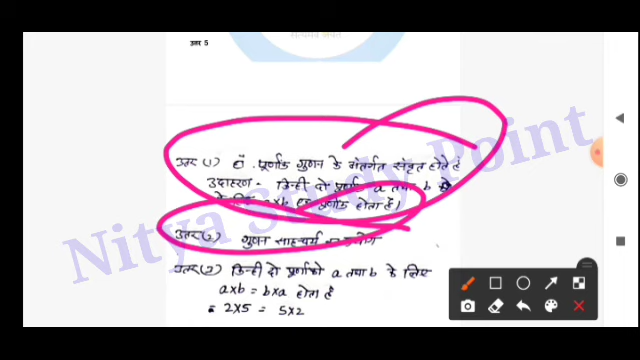 उत्तर 5
उत्तर (1) हाँ . पूर्णांक गुणन के अंतर्गत संवृत होते हैं
उदाहरण - किन्ही दो पूर्णांक a तथा b के
a×b एक पूर्णांक होता है।
उत्तर (2) गुणन साहचर्य
उत्तर (3) किन्ही दो पूर्णांको a तथा b के लिए
a×b = b×a होता है
2×5 = 5×2
Nitya Study Point